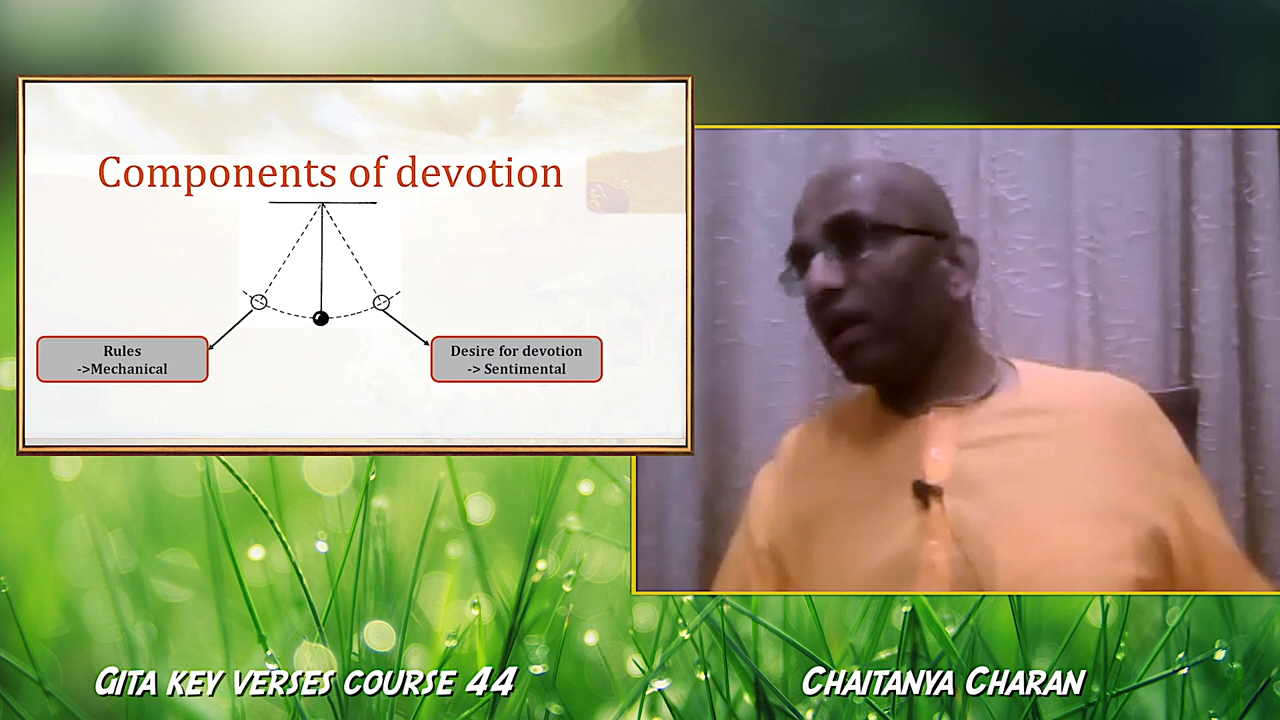 Components of devotion
Rules
->Mechanical
Desire for devotion
-> Sentimental
GITA KEY VERSES COURSE 44
CHAITANYA CHARAN